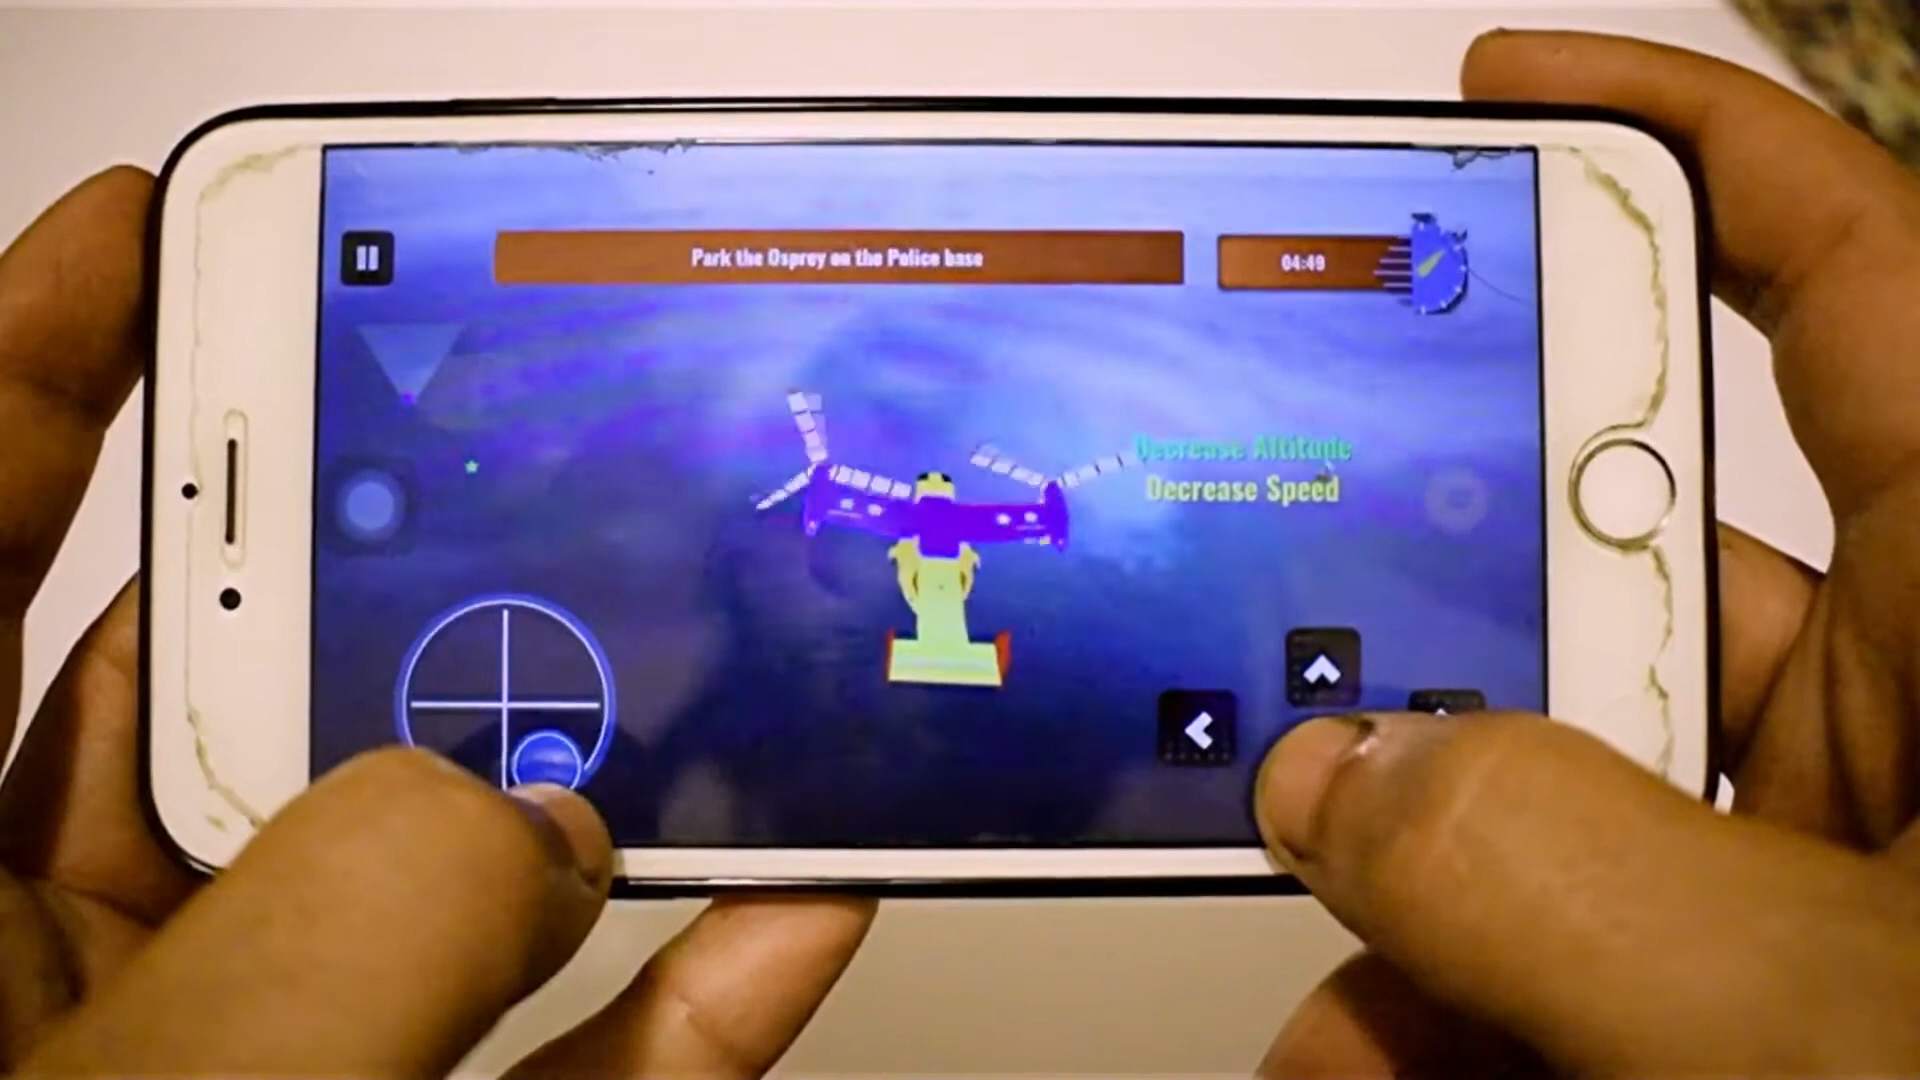 Park the Osprey on the Police base
04:49
Decrease Altitude
Decrease Speed